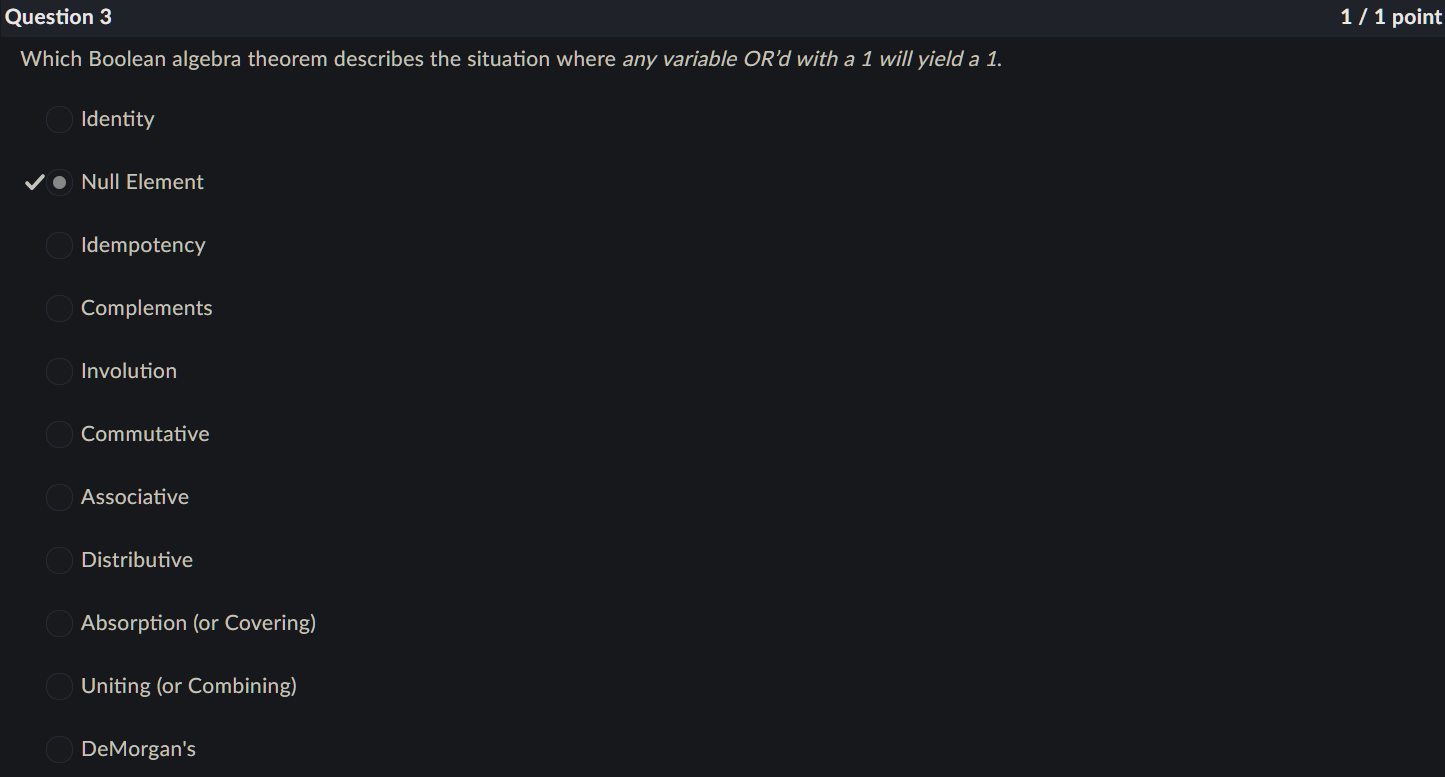 Question 3 1 / 1 point
Which Boolean algebra theorem describes the situation where any variable OR’d with a 1 will yield a 1.
Identity
Null Element
Idempotency
Complements
Involution
Commutative
Associative
Distributive
Absorption (or Covering)
Uniting (or Combining)
DeMorgan's